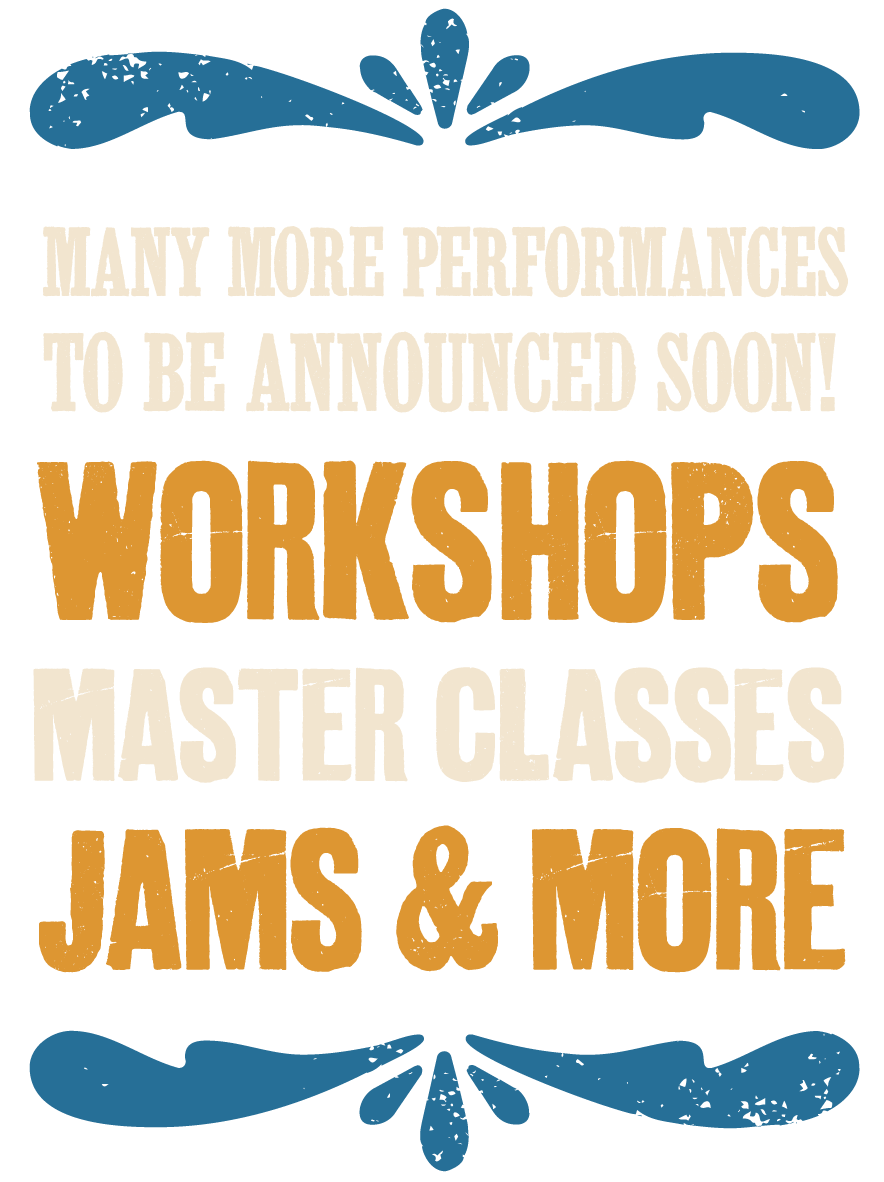 MANY MORE PERFORMANCES
TO BE ANNOUNCED SOON!
WORKSHOPS
MASTER CLASSES
JAMS & MORE